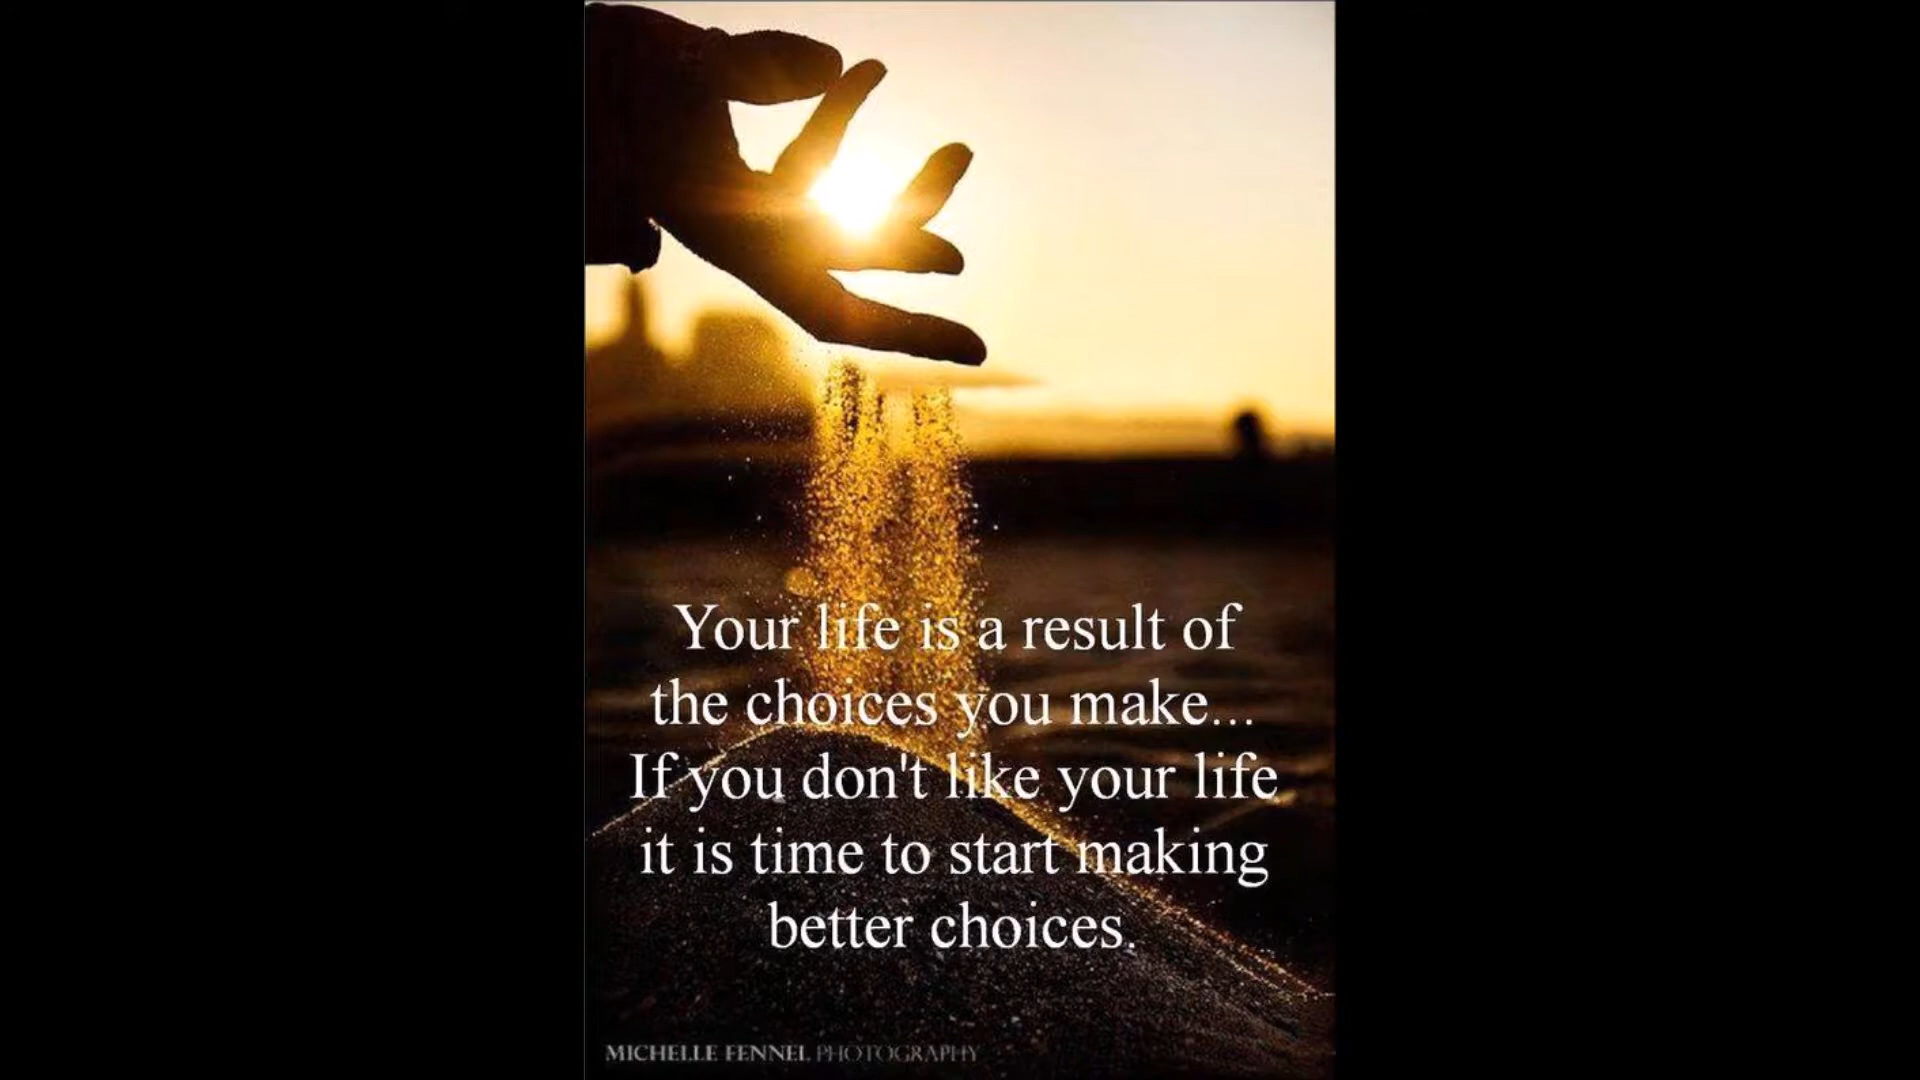 Your life is a result of
the choices you make...
If you don't like your life
it is time to start making
better choices.
MICHELLE FENNEL PHOTOGRAPHY